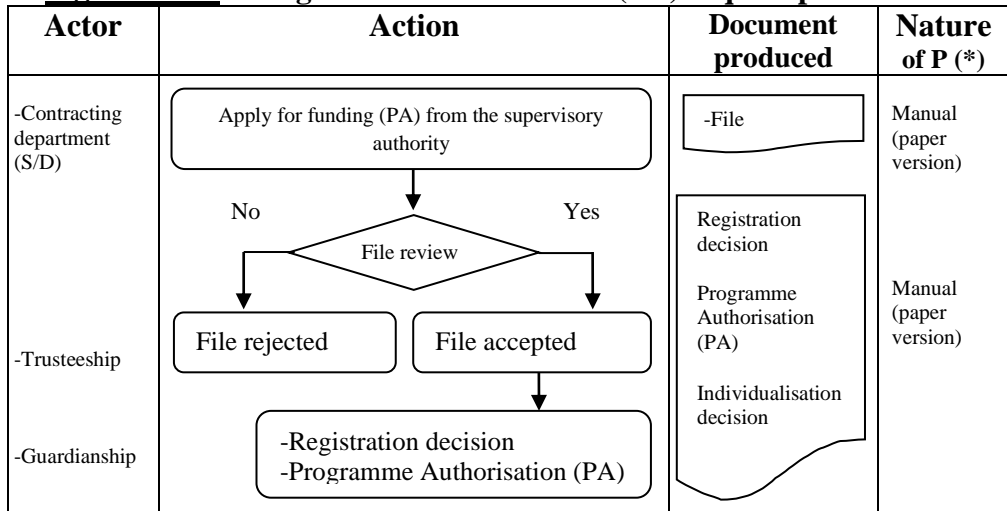 Actor
Action
Document
produced
Nature
of P (*)
-Contracting
department
(S/D)
Apply for funding (PA) from the supervisory
authority
-File
Manual
(paper
version)
No
Yes
File review
Registration
decision
Programme
Authorisation
(PA)
Individualisation
decision
Manual
(paper
version)
-Trusteeship
File rejected
File accepted
-Guardianship
-Registration decision
-Programme Authorisation (PA)